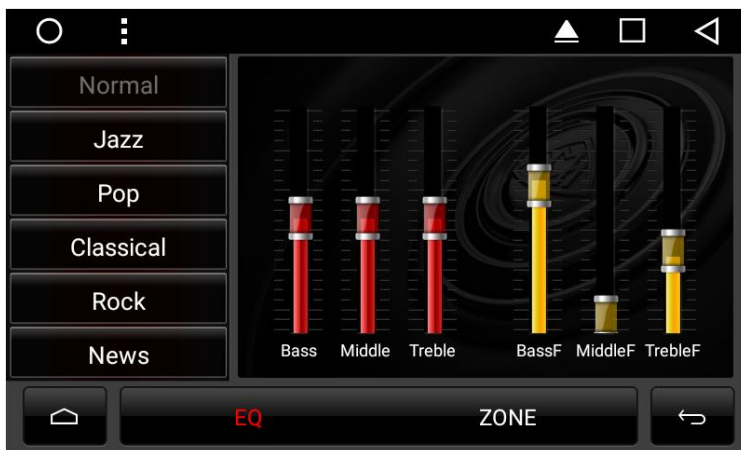 Normal
Jazz
Pop
Classical
Rock
News
Bass Middle Treble BassF MiddleF TrebleF
EQ ZONE